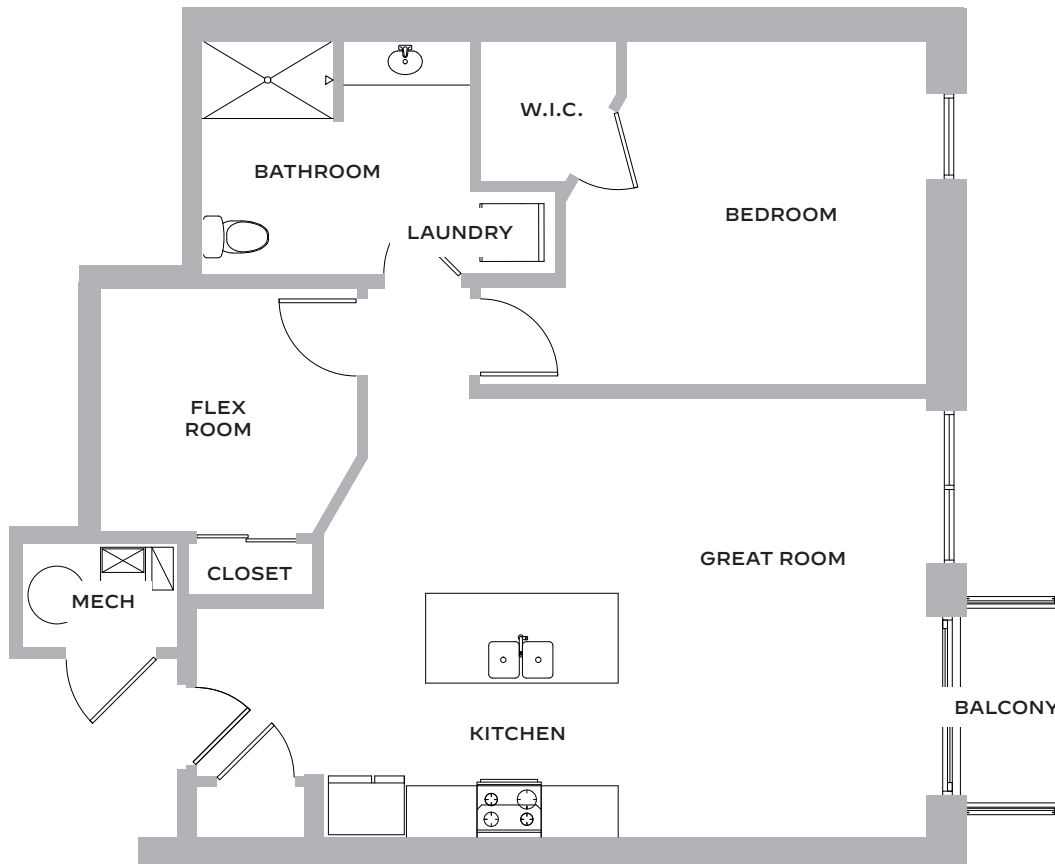 W.I.C.
BATHROOM
BEDROOM
LAUNDRY
FLEX
ROOM
GREAT ROOM
CLOSET
MECH
BALCONY
KITCHEN